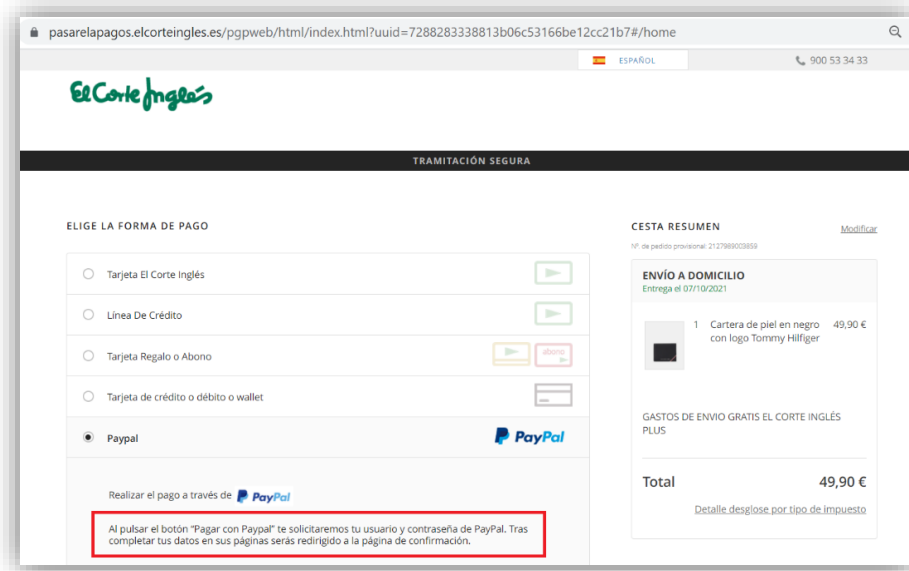 pasarelapagos.elcorteingles.es/pgpweb/html/index.html?uuid=7288283338813b06c53166be12cc21b7#/home
ESPAÑOL
900 53 34 33
El Corte Inglés
TRAMITACIÓN SEGURA
ELIGE LA FORMA DE PAGO
Tarjeta El Corte Inglés
Línea De Crédito
Tarjeta Regalo o Abono
abono
Tarjeta de crédito o débito o wallet
Paypal
PayPal
Realizar el pago a través de PayPal
Al pulsar el botón "Pagar con Paypal" te solicitaremos tu usuario y contraseña de PayPal. Tras
completar tus datos en sus páginas serás redirigido a la página de confirmación.
CESTA RESUMEN
Modificar
Nº. de pedido provisional: 2127989003859
ENVÍO A DOMICILIO
Entrega el 07/10/2021
1 Cartera de piel en negro 49,90 €
con logo Tommy Hilfiger
GASTOS DE ENVIO GRATIS EL CORTE INGLÉS
PLUS
Total 49,90 €
Detalle desglose por tipo de impuesto